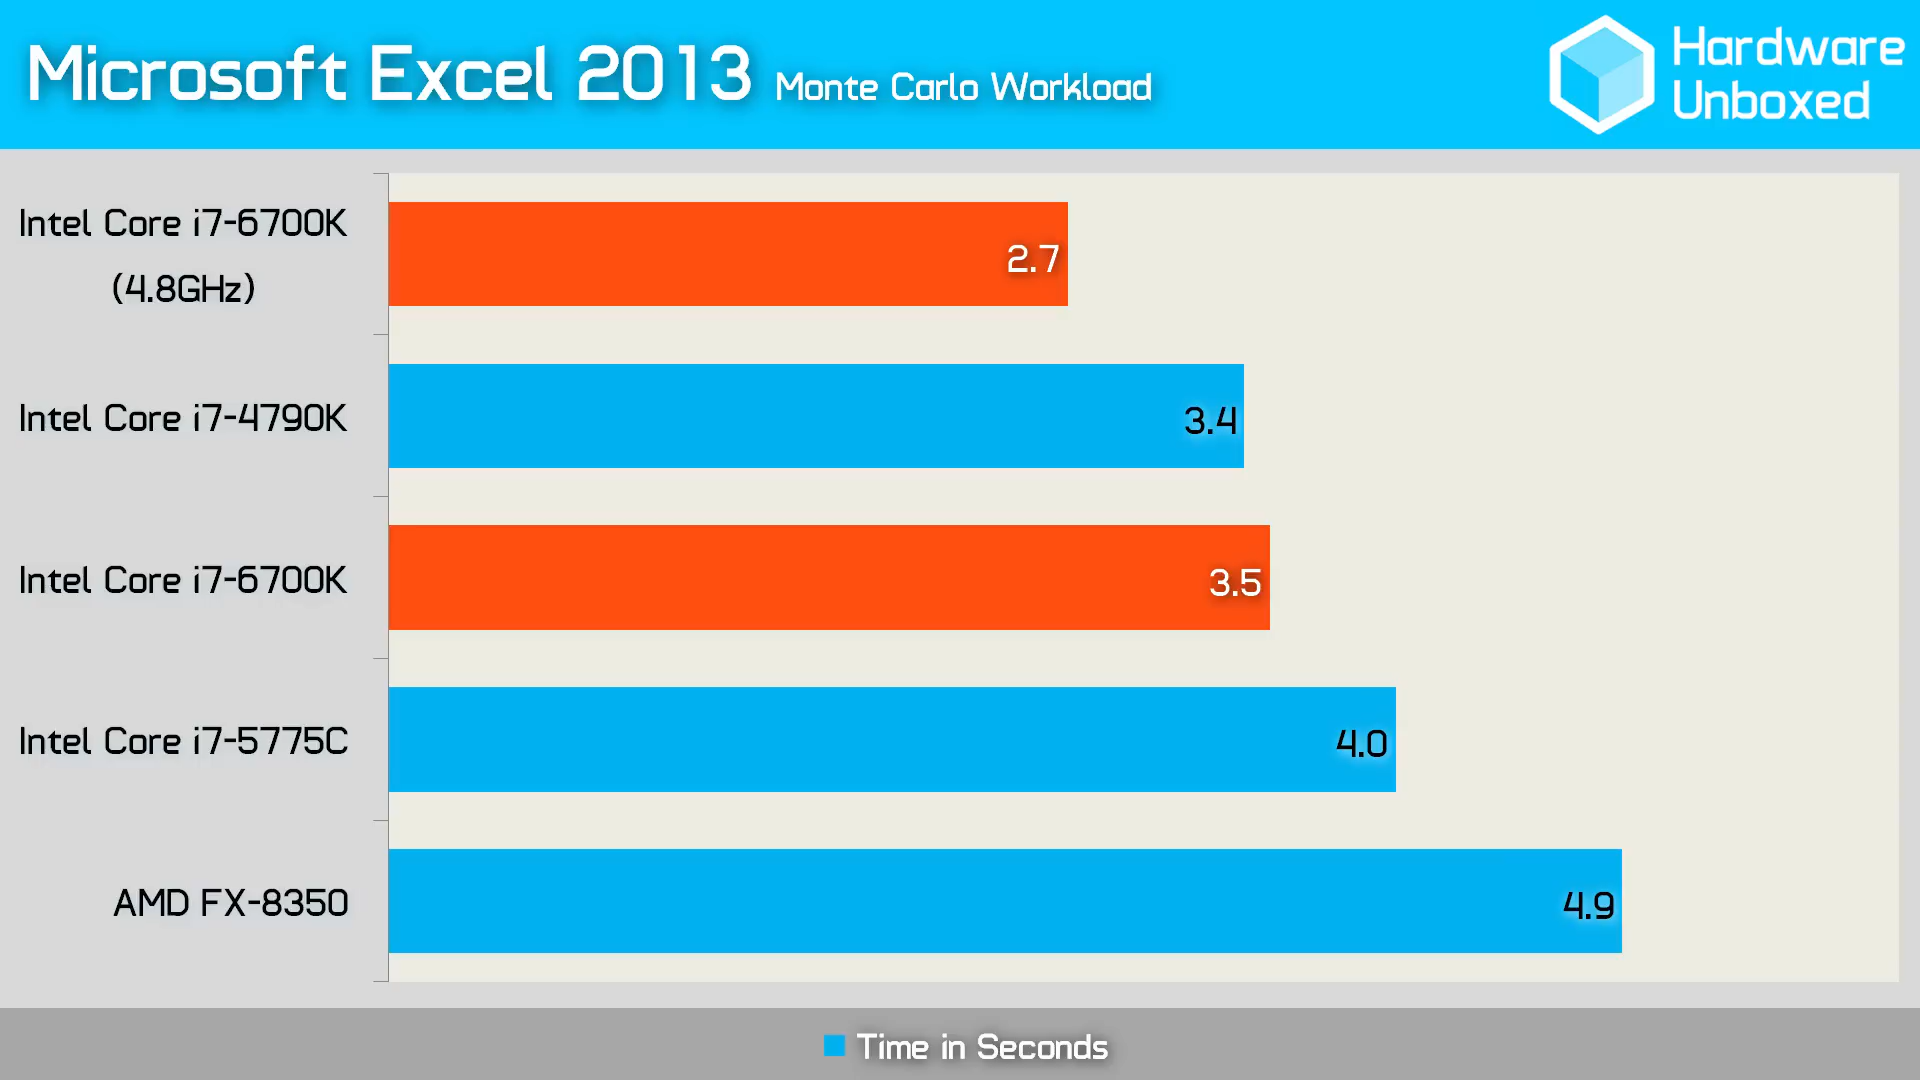 Microsoft Excel 2013 Monte Carlo Workload
Hardware
Unboxed
Intel Core i7-6700K
(4.8GHz)
2.7
Intel Core i7-4790K
3.4
Intel Core i7-6700K
3.5
Intel Core i7-5775C
4.0
AMD FX-8350
4.9
Time in Seconds